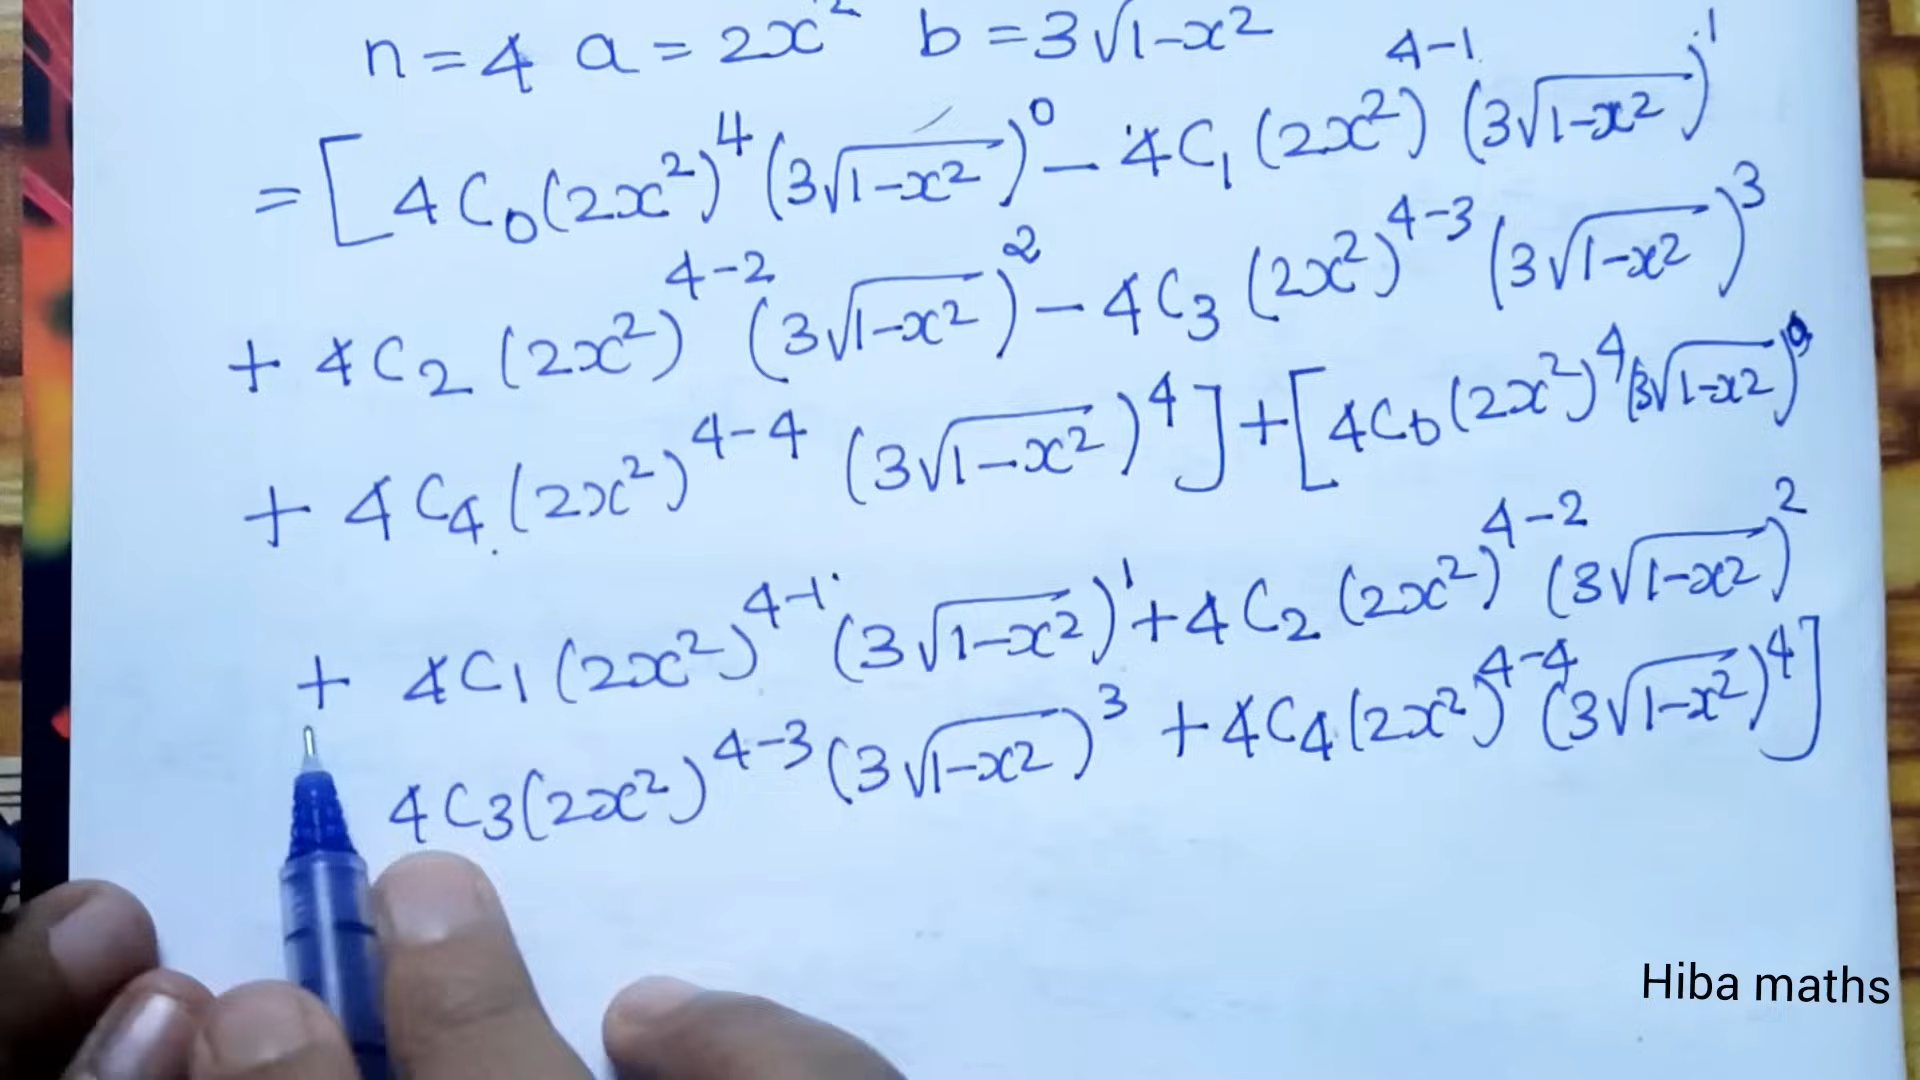 n = 4 a = 2x² b = 3√1-x²
= [4C₀(2x²)⁴(3√1-x²)⁰ - 4C₁(2x²)⁴⁻¹(3√1-x²)¹
+ 4C₂(2x²)⁴⁻²(3√1-x²)² - 4C₃(2x²)⁴⁻³(3√1-x²)³
+ 4C₄(2x²)⁴⁻⁴(3√1-x²)⁴] + [4C₀(2x²)⁴(3√1-x²)⁰
+ 4C₁(2x²)⁴⁻¹(3√1-x²)¹ + 4C₂(2x²)⁴⁻²(3√1-x²)²
4C₃(2x²)⁴⁻³(3√1-x²)³ + 4C₄(2x²)⁴⁻⁴(3√1-x²)⁴]
Hiba maths